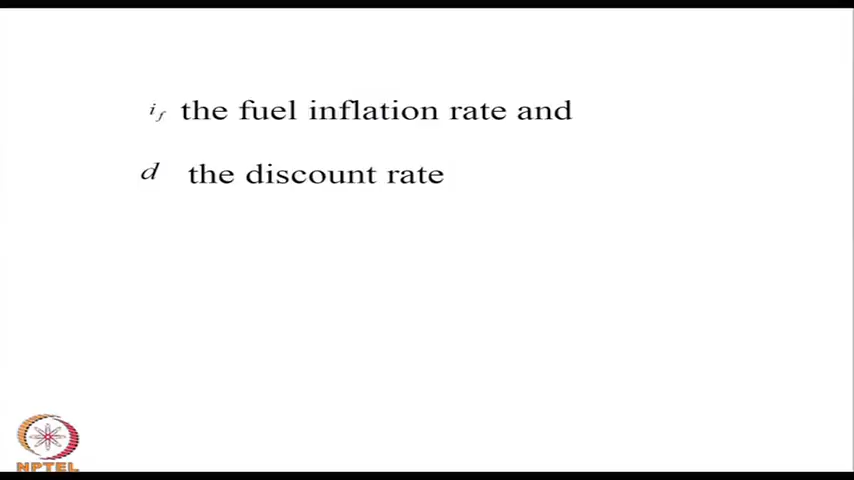 i_f the fuel inflation rate and
d the discount rate
NPTEL